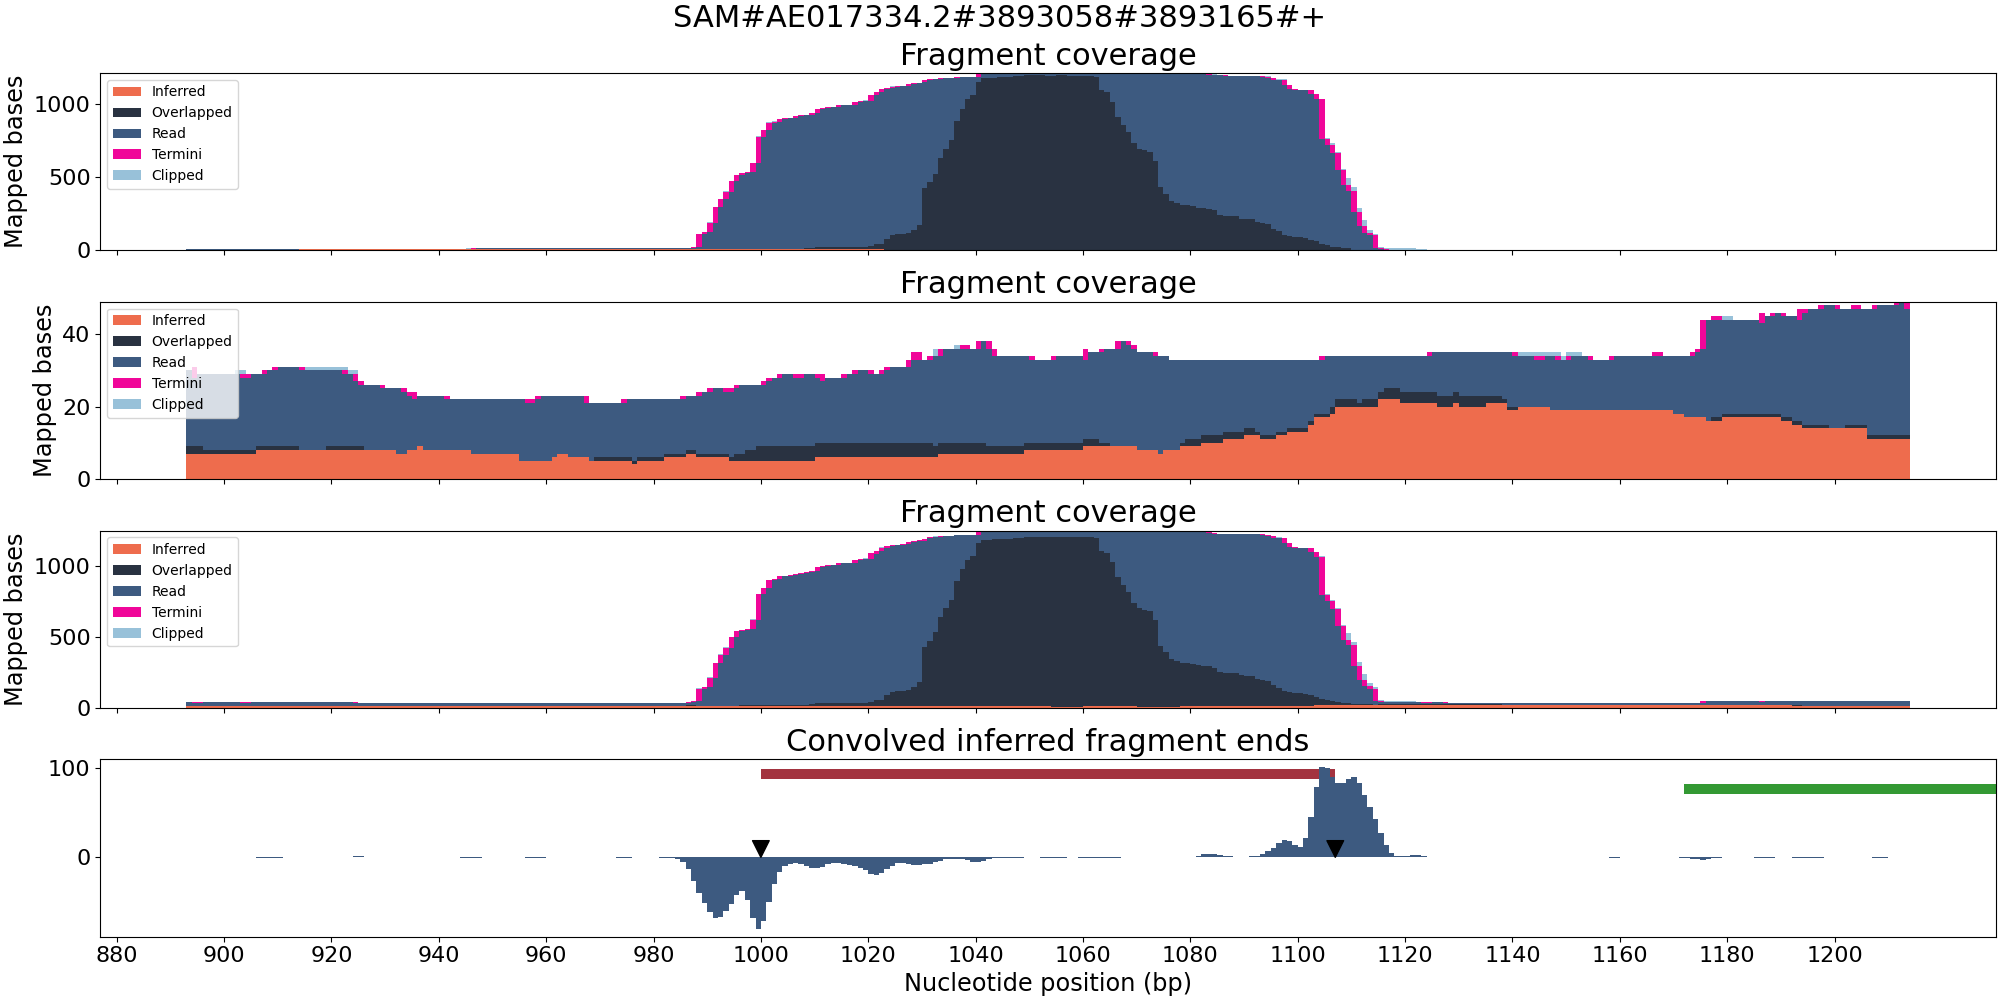 SAM#AE017334.2#3893058#3893165#+
Fragment coverage
Mapped bases
1000
500
0
Inferred
Overlapped
Read
Termini
Clipped
Fragment coverage
Mapped bases
40
20
0
Inferred
Overlapped
Read
Termini
Clipped
Fragment coverage
Mapped bases
1000
500
0
Inferred
Overlapped
Read
Termini
Clipped
Convolved inferred fragment ends
100
0
880 900 920 940 960 980 1000 1020 1040 1060 1080 1100 1120 1140 1160 1180 1200
Nucleotide position (bp)